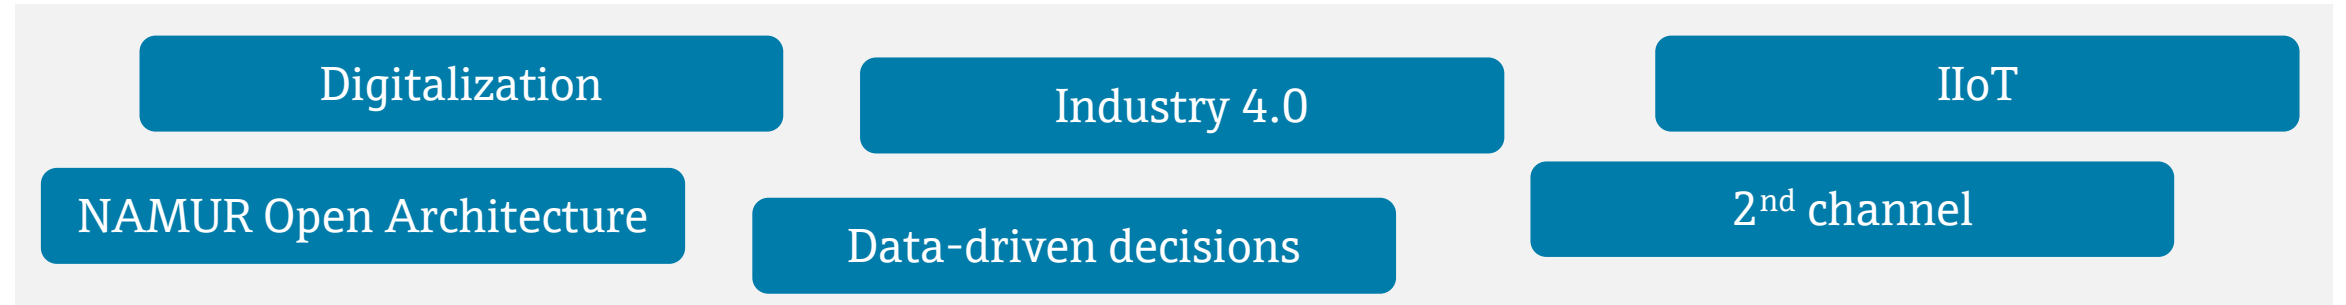 Digitalization
Industry 4.0
IIoT
NAMUR Open Architecture
Data-driven decisions
2nd channel